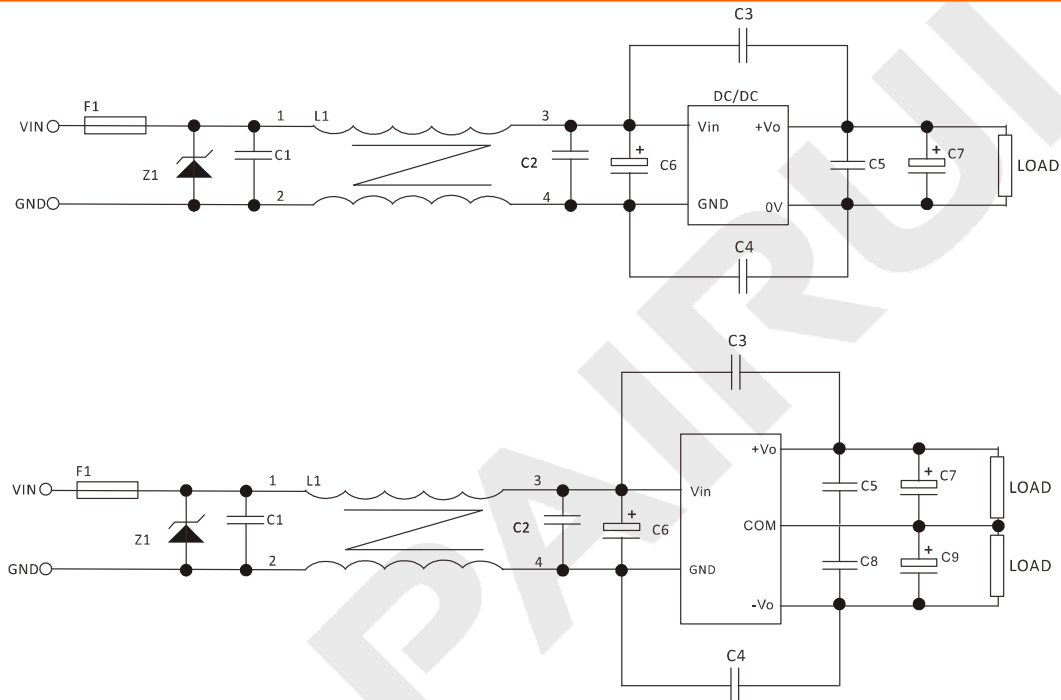 C3
F1
DC/DC
1 L1 3
VIN Vin +Vo
Z1 C1 C2 + C6 C5 + C7 LOAD
GND 2 4 GND 0V
C4
C3
F1
+Vo
1 L1 3
VIN Vin C5 + C7 LOAD
Z1 C1 C2 + C6 COM
GND 2 4 GND C8 + C9 LOAD
-Vo
C4
PAIRUI